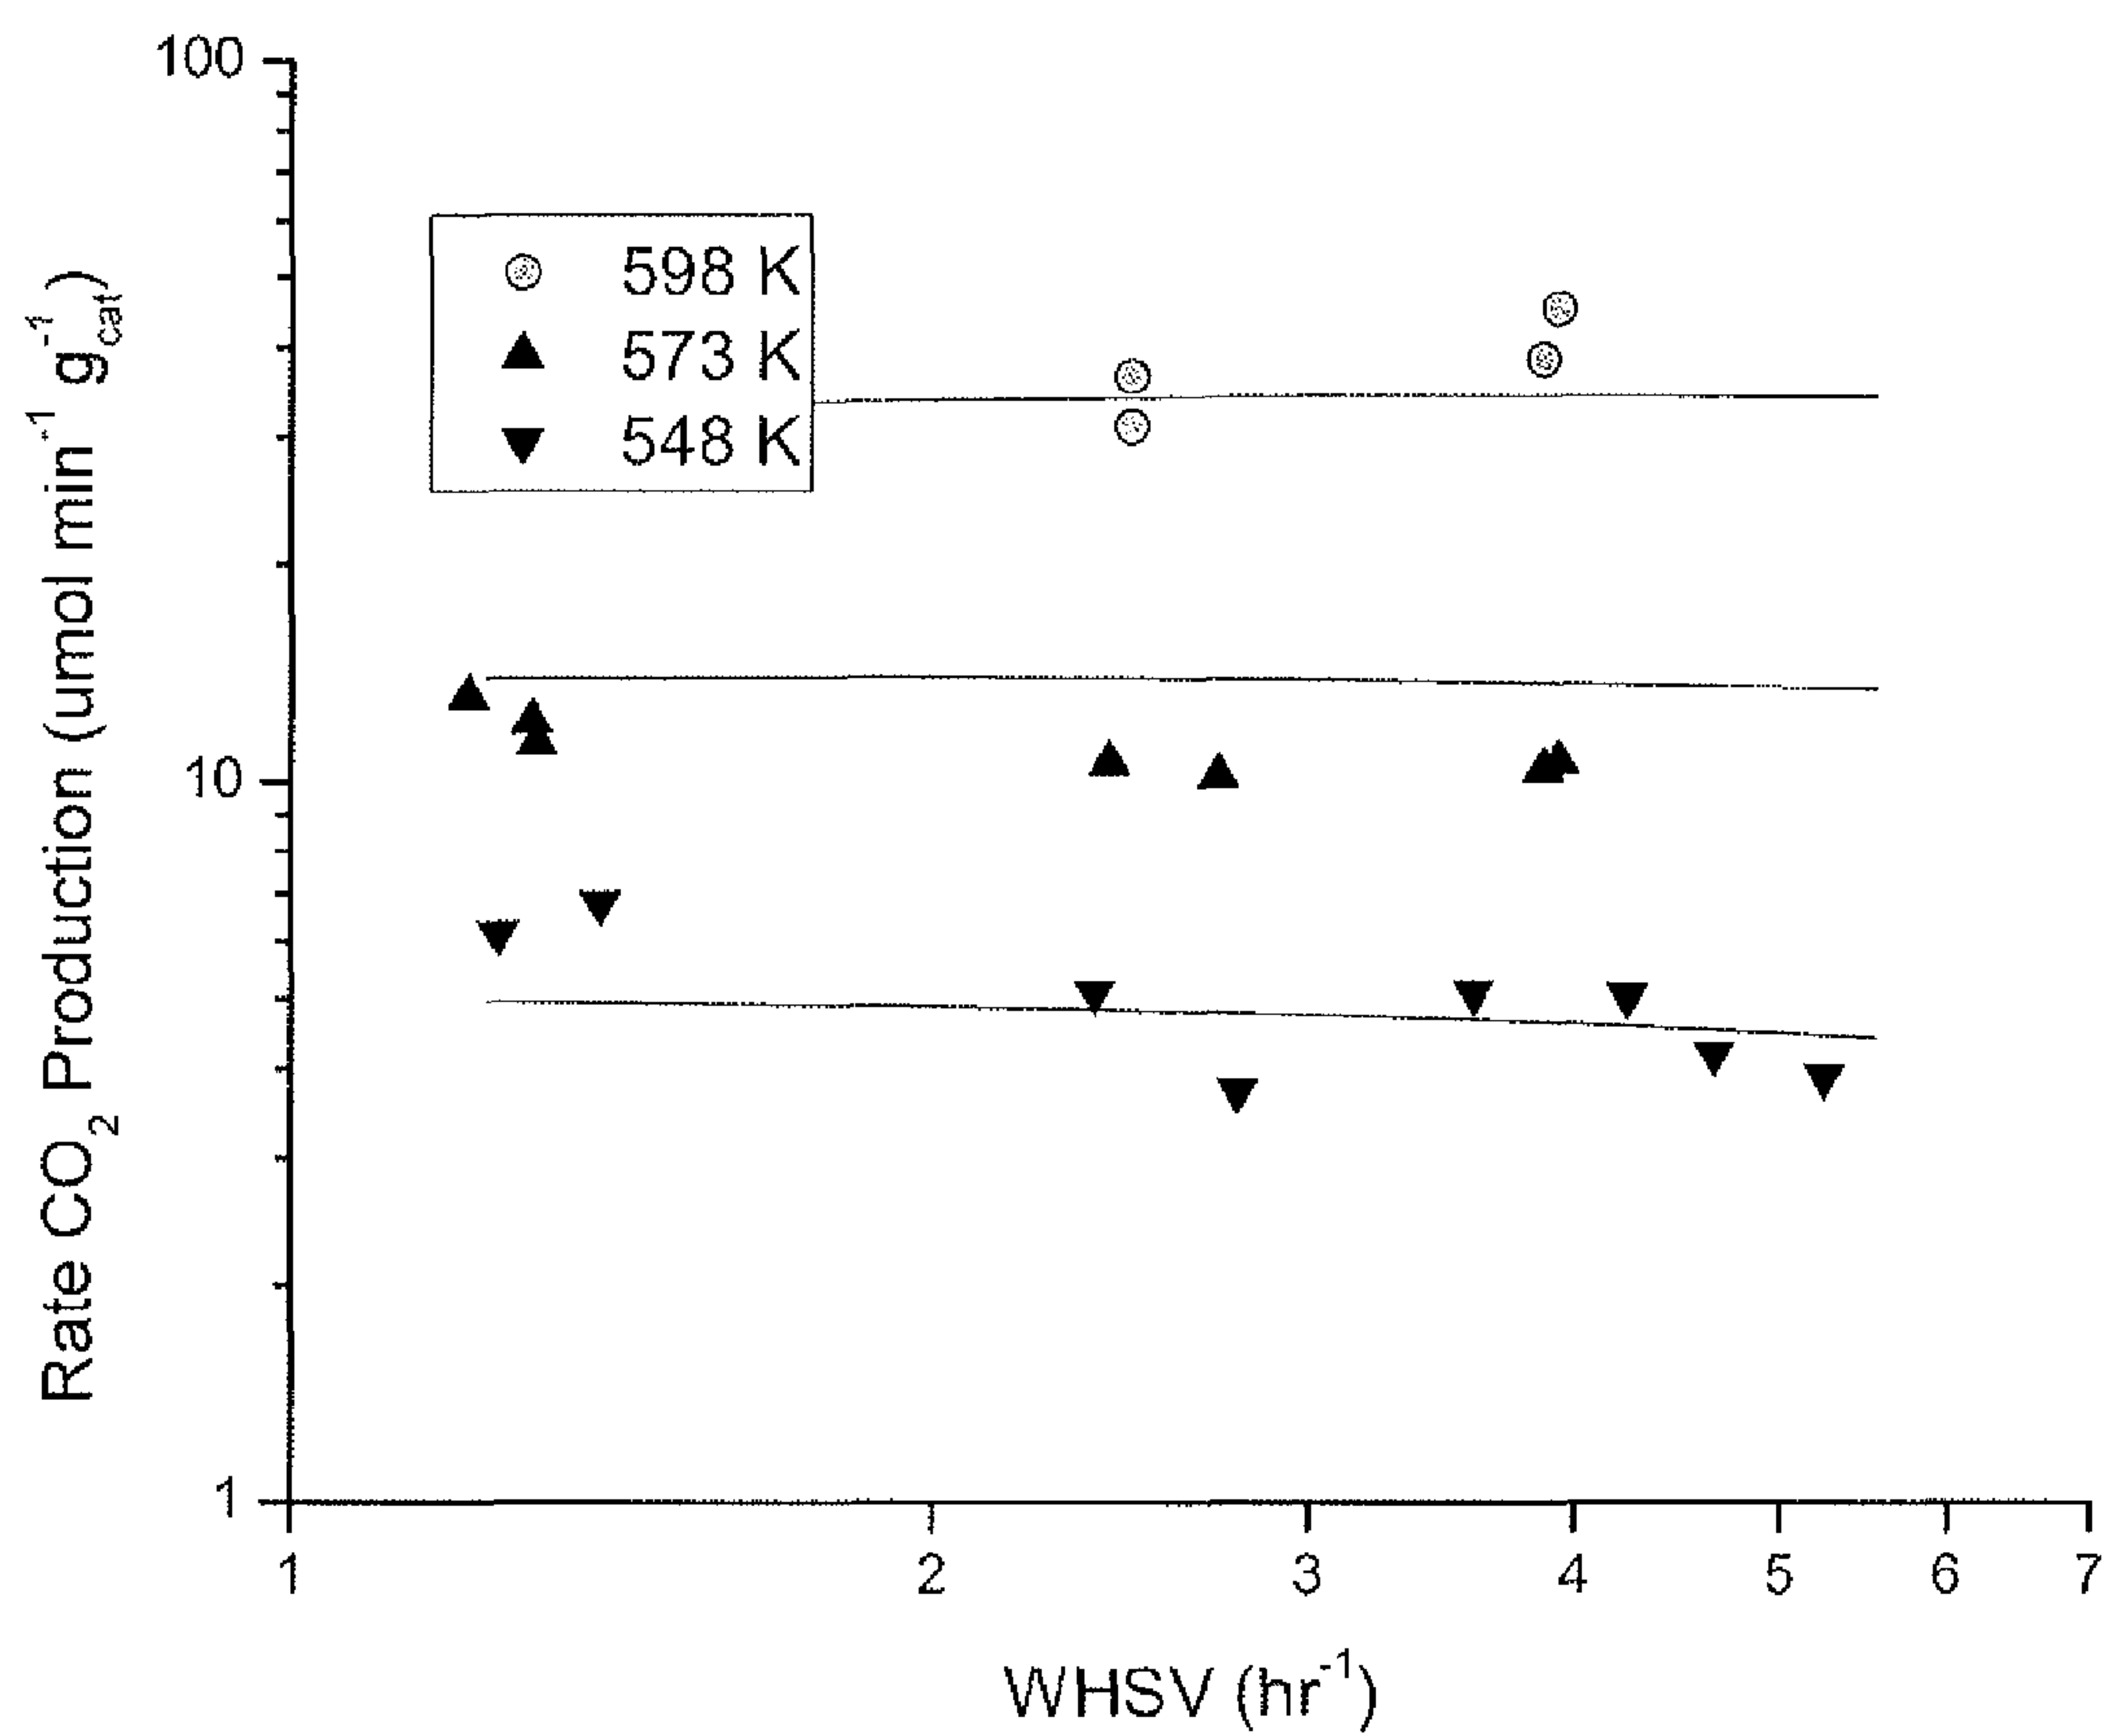 Rate CO2 Production (umol min-1 gcat-1)
100
10
1
598 K
573 K
548 K
1 2 3 4 5 6 7
WHSV (hr-1)